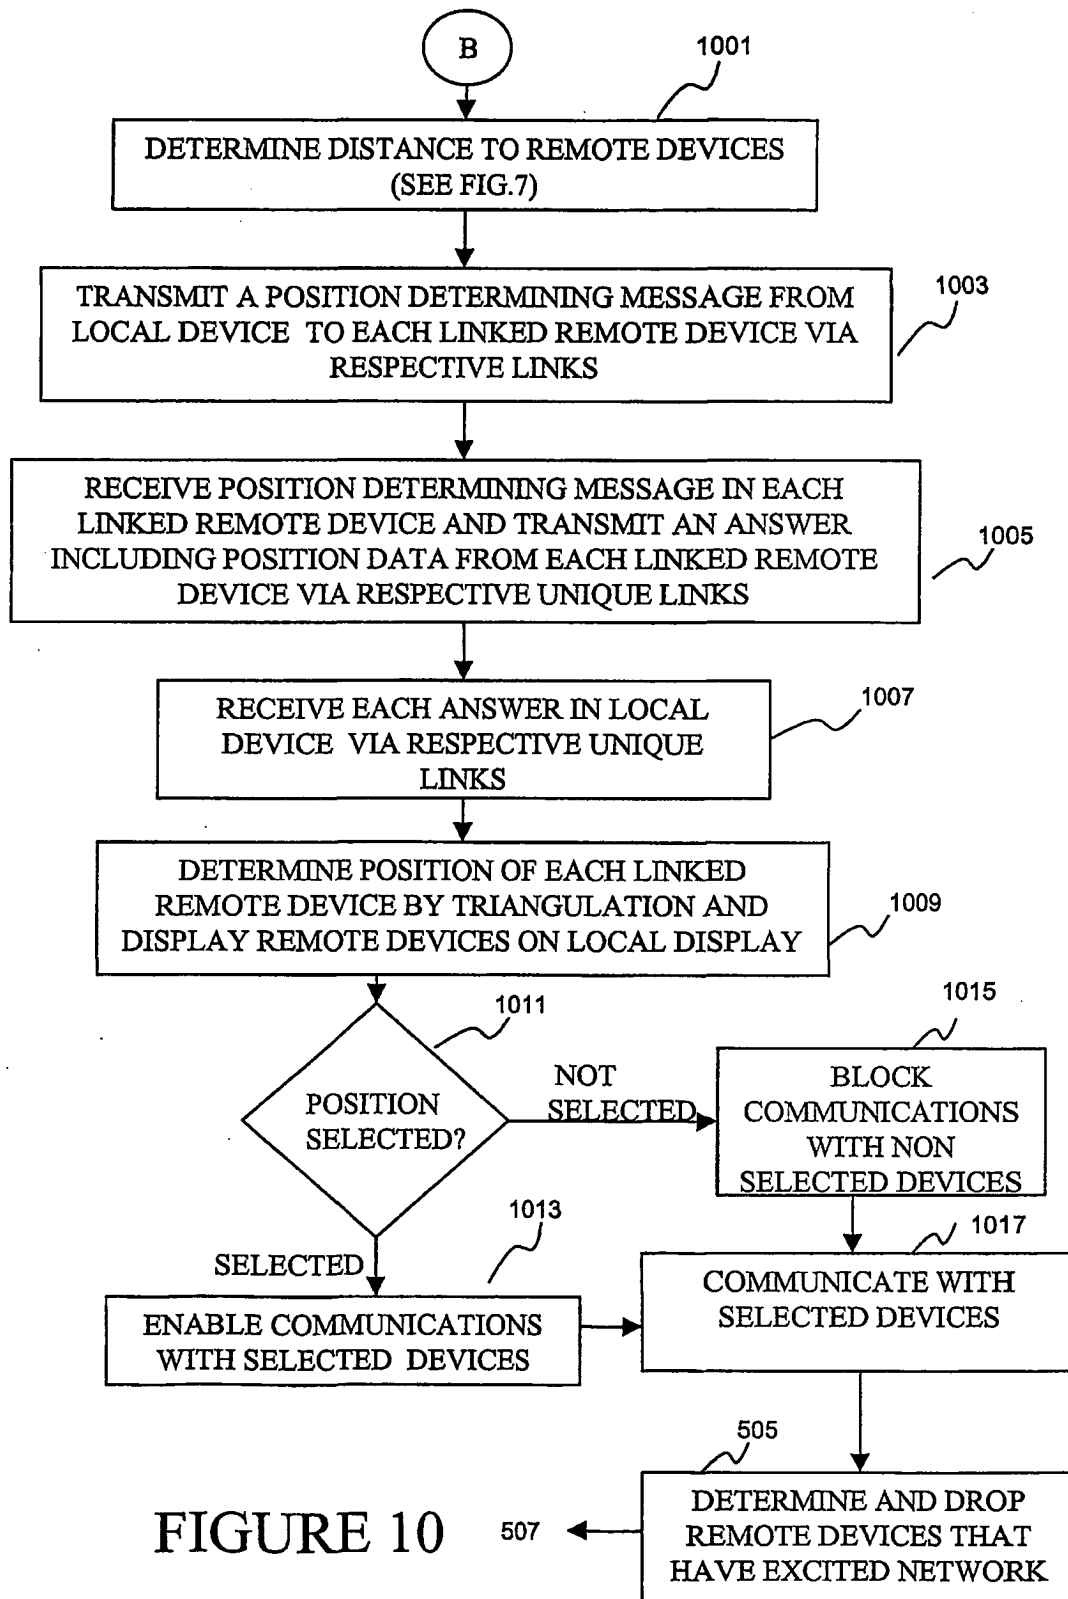 B
1001
DETERMINE DISTANCE TO REMOTE DEVICES
(SEE FIG.7)
TRANSMIT A POSITION DETERMINING MESSAGE FROM
LOCAL DEVICE TO EACH LINKED REMOTE DEVICE VIA
RESPECTIVE LINKS
1003
RECEIVE POSITION DETERMINING MESSAGE IN EACH
LINKED REMOTE DEVICE AND TRANSMIT AN ANSWER
INCLUDING POSITION DATA FROM EACH LINKED REMOTE
DEVICE VIA RESPECTIVE UNIQUE LINKS
1005
RECEIVE EACH ANSWER IN LOCAL
DEVICE VIA RESPECTIVE UNIQUE
LINKS
1007
DETERMINE POSITION OF EACH LINKED
REMOTE DEVICE BY TRIANGULATION AND
DISPLAY REMOTE DEVICES ON LOCAL DISPLAY
1009
1011
POSITION
SELECTED?
NOT
SELECTED
1015
BLOCK
COMMUNICATIONS
WITH NON
SELECTED DEVICES
SELECTED
1013
ENABLE COMMUNICATIONS
WITH SELECTED DEVICES
1017
COMMUNICATE WITH
SELECTED DEVICES
505
DETERMINE AND DROP
REMOTE DEVICES THAT
HAVE EXCITED NETWORK
507
FIGURE 10